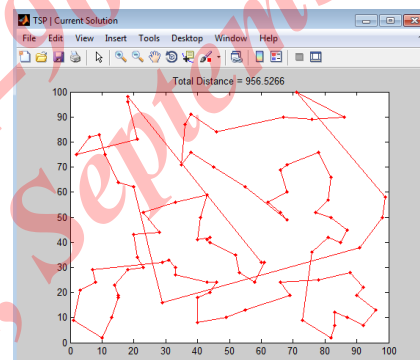 TSP | Current Solution
File Edit View Insert Tools Desktop Window Help
Total Distance = 956.5266
100
90
80
70
60
50
40
30
20
10
0
0 10 20 30 40 50 60 70 80 90 100
September